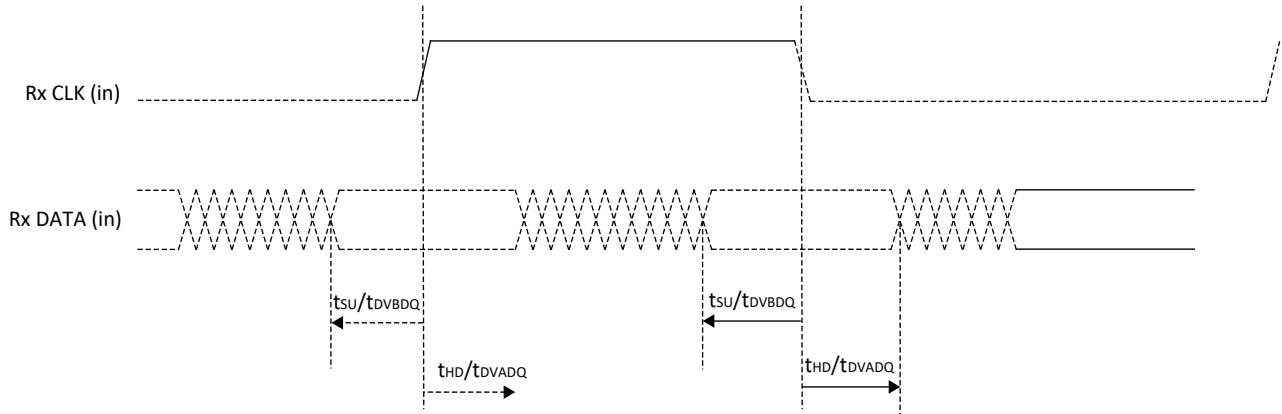 Rx CLK (in)
Rx DATA (in)
tSU/tDVBDQ
tSU/tDVBDQ
tHD/tDVADQ
tHD/tDVADQ